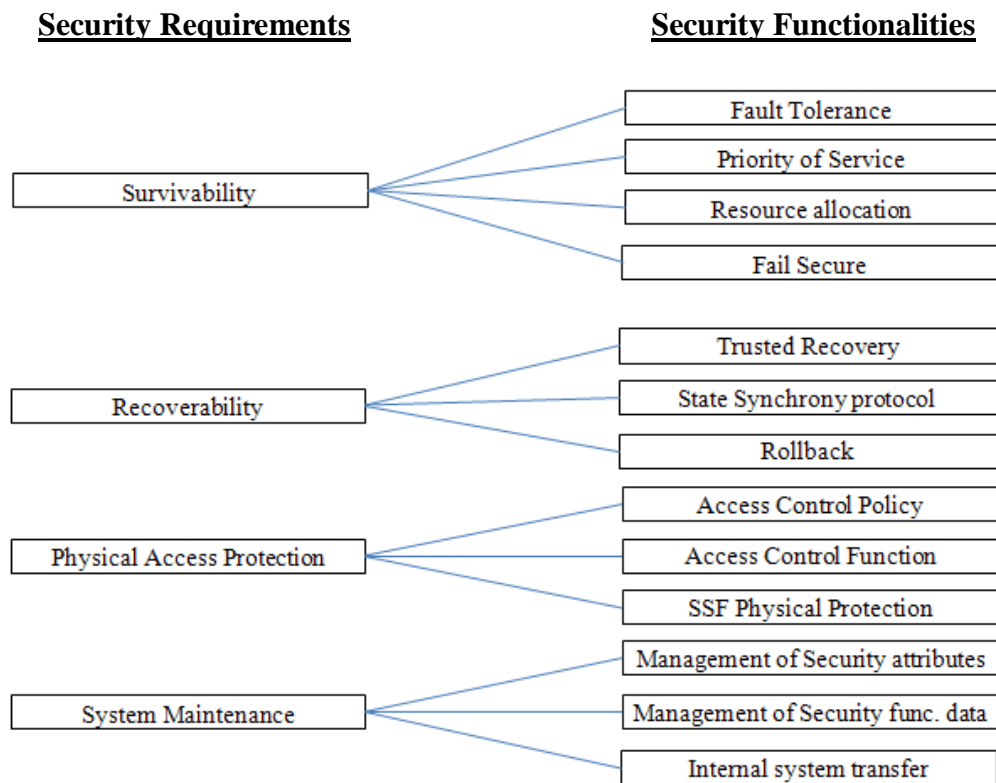 Security Requirements
Security Functionalities
Survivability
Fault Tolerance
Priority of Service
Resource allocation
Fail Secure
Recoverability
Trusted Recovery
State Synchrony protocol
Rollback
Physical Access Protection
Access Control Policy
Access Control Function
SSF Physical Protection
System Maintenance
Management of Security attributes
Management of Security func. data
Internal system transfer